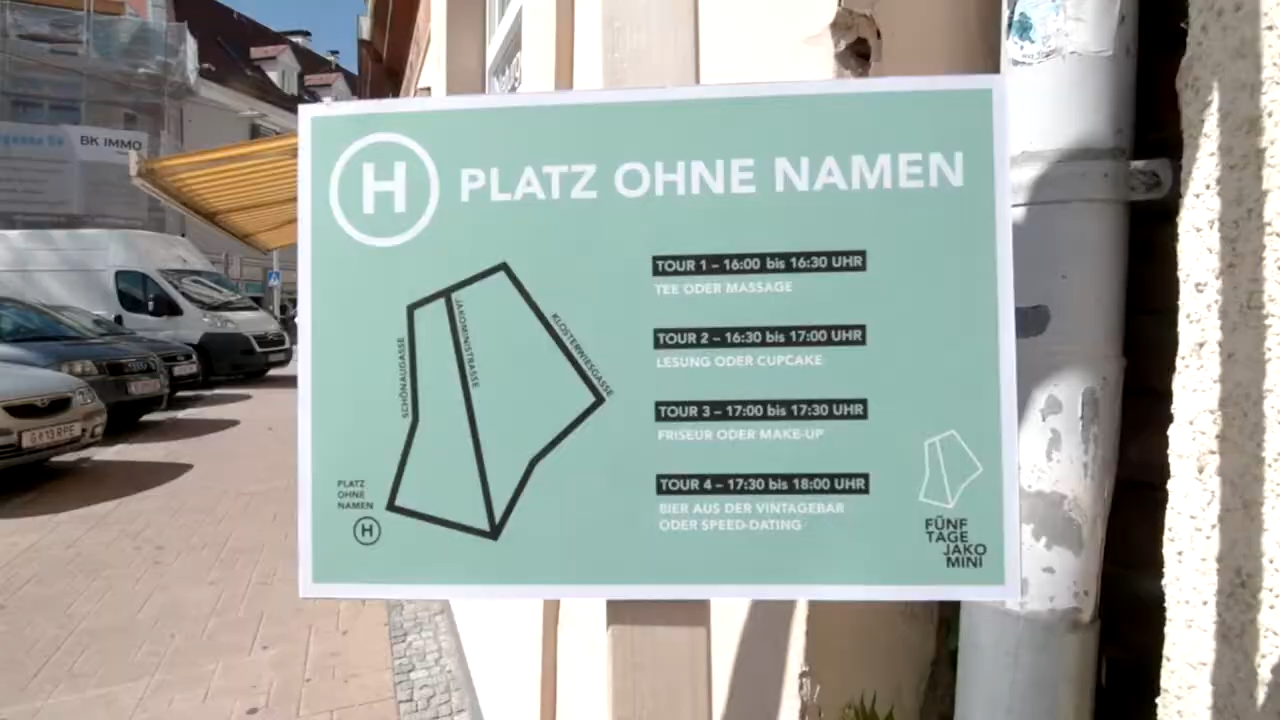 BK IMMO
H PLATZ OHNE NAMEN
TOUR 1 – 16:00 bis 16:30 UHR
TEE ODER MASSAGE
TOUR 2 – 16:30 bis 17:00 UHR
LESUNG ODER CUPCAKE
TOUR 3 – 17:00 bis 17:30 UHR
FRISEUR ODER MAKE-UP
TOUR 4 – 17:30 bis 18:00 UHR
BIER AUS DER VINTAGEBAR
ODER SPEED-DATING
SCHÖNAUGASSE
JAKOMINISTRASSE
KLOSTERWIESGASSE
PLATZ
OHNE
NAMEN
H
FÜNF
TAGE
JAKO
MINI